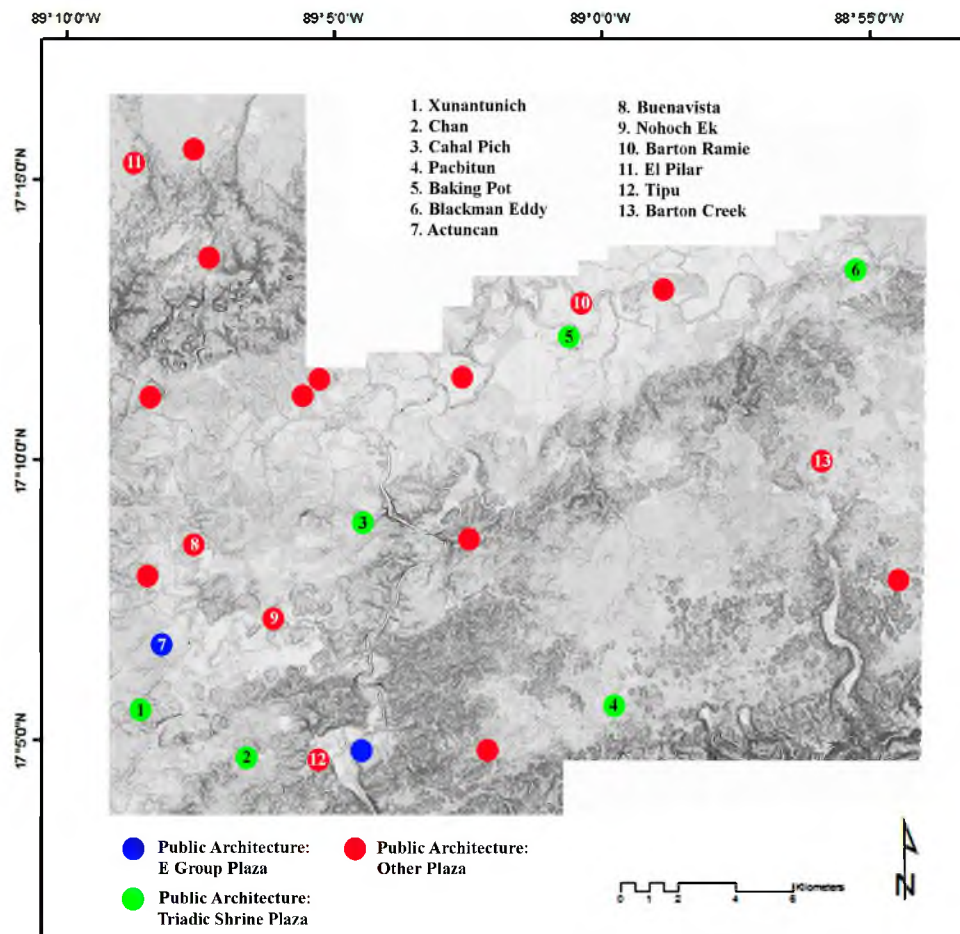 89°10'0"W 89°5'0"W 89°0'0"W 88°55'0"W
17°15'0"N
17°10'0"N
17°5'0"N
1. Xunantunich
2. Chan
3. Cahal Pich
4. Pacbitun
5. Baking Pot
6. Blackman Eddy
7. Actuncan
8. Buenavista
9. Nohoch Ek
10. Barton Ramie
11. El Pilar
12. Tipu
13. Barton Creek
11
6
10
5
13
3
8
9
7
1
4
2
12
Public Architecture:
E Group Plaza
Public Architecture:
Triadic Shrine Plaza
Public Architecture:
Other Plaza
Kilometers
0 1 2 4 6
N